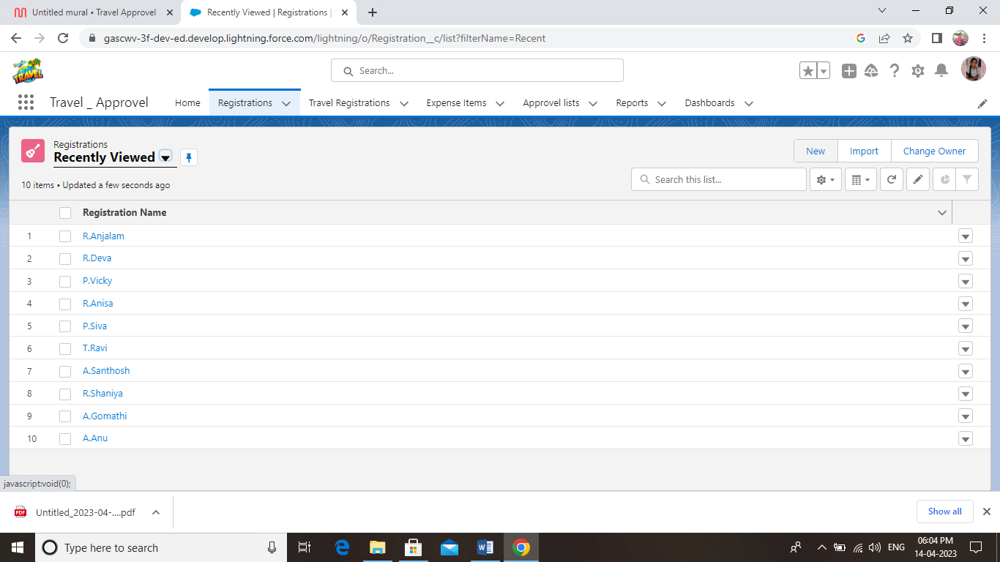 Untitled mural • Travel Approvel
Recently Viewed | Registrations |
gascwv-3f-dev-ed.develop.lightning.force.com/lightning/o/Registration__c/list?filterName=Recent
TRAVEL
Search...
Travel _ Approvel
Home
Registrations
Travel Registrations
Expense Items
Approvel lists
Reports
Dashboards
Registrations
Recently Viewed
New
Import
Change Owner
10 items • Updated a few seconds ago
Search this list...
Registration Name
1 R.Anjalam
2 R.Deva
3 P.Vicky
4 R.Anisa
5 P.Siva
6 T.Ravi
7 A.Santhosh
8 R.Shaniya
9 A.Gomathi
10 A.Anu
javascript:void(0);
PDF
Untitled_2023-04-....pdf
Show all
Type here to search
ENG
06:04 PM
14-04-2023